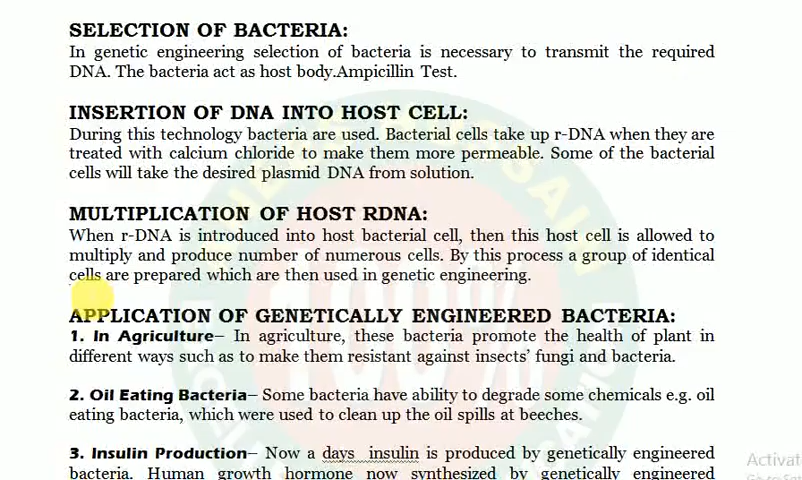 SELECTION OF BACTERIA:
In genetic engineering selection of bacteria is necessary to transmit the required
DNA. The bacteria act as host body.Ampicillin Test.
INSERTION OF DNA INTO HOST CELL:
During this technology bacteria are used. Bacterial cells take up r-DNA when they are
treated with calcium chloride to make them more permeable. Some of the bacterial
cells will take the desired plasmid DNA from solution.
MULTIPLICATION OF HOST RDNA:
When r-DNA is introduced into host bacterial cell, then this host cell is allowed to
multiply and produce number of numerous cells. By this process a group of identical
cells are prepared which are then used in genetic engineering.
APPLICATION OF GENETICALLY ENGINEERED BACTERIA:
1. In Agriculture– In agriculture, these bacteria promote the health of plant in
different ways such as to make them resistant against insects’ fungi and bacteria.
2. Oil Eating Bacteria– Some bacteria have ability to degrade some chemicals e.g. oil
eating bacteria, which were used to clean up the oil spills at beeches.
3. Insulin Production– Now a days insulin is produced by genetically engineered
bacteria. Human growth hormone now synthesized by genetically engineered
100%
Activat